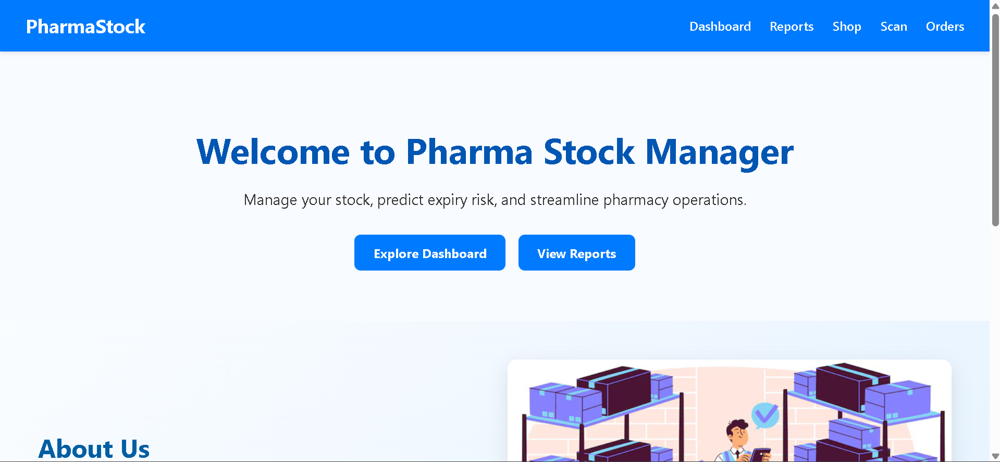 PharmaStock
Dashboard Reports Shop Scan Orders
Welcome to Pharma Stock Manager
Manage your stock, predict expiry risk, and streamline pharmacy operations.
Explore Dashboard View Reports
About Us